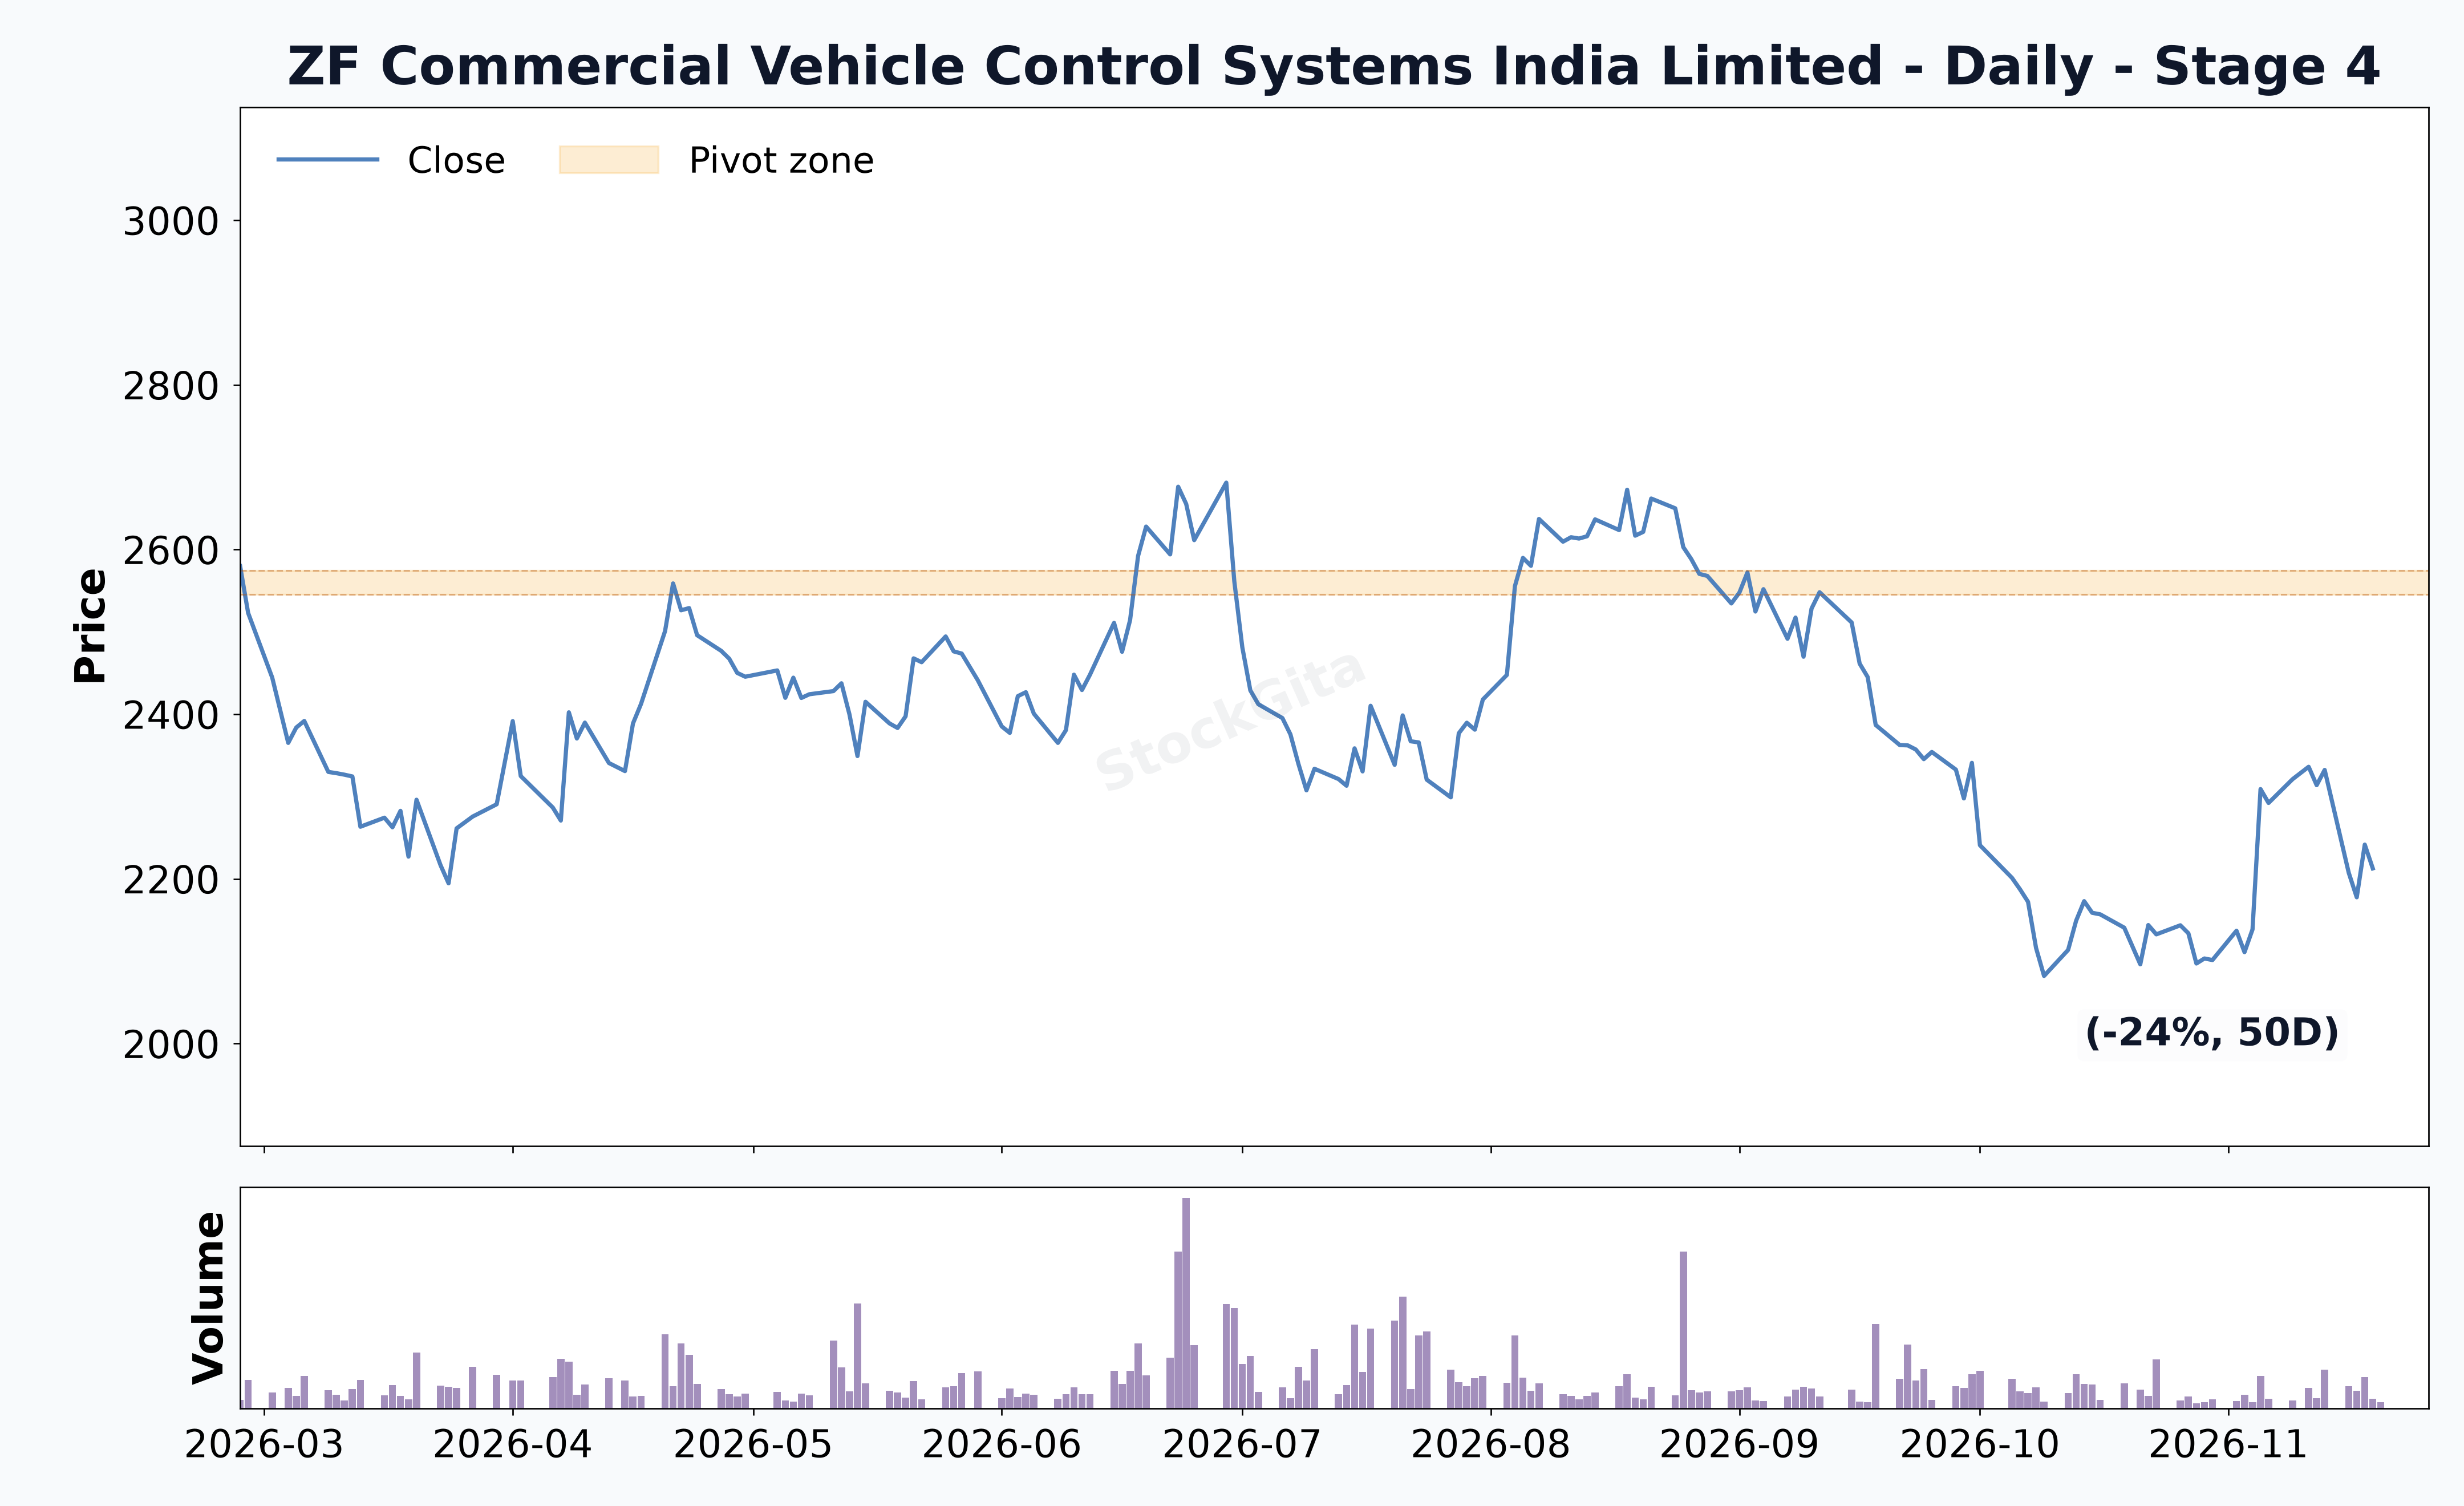 ZF Commercial Vehicle Control Systems India Limited - Daily - Stage 4
Close
Pivot zone
3000
2800
2600
2400
2200
2000
Price
StockGita
(-24%, 50D)
Volume
2026-03
2026-04
2026-05
2026-06
2026-07
2026-08
2026-09
2026-10
2026-11